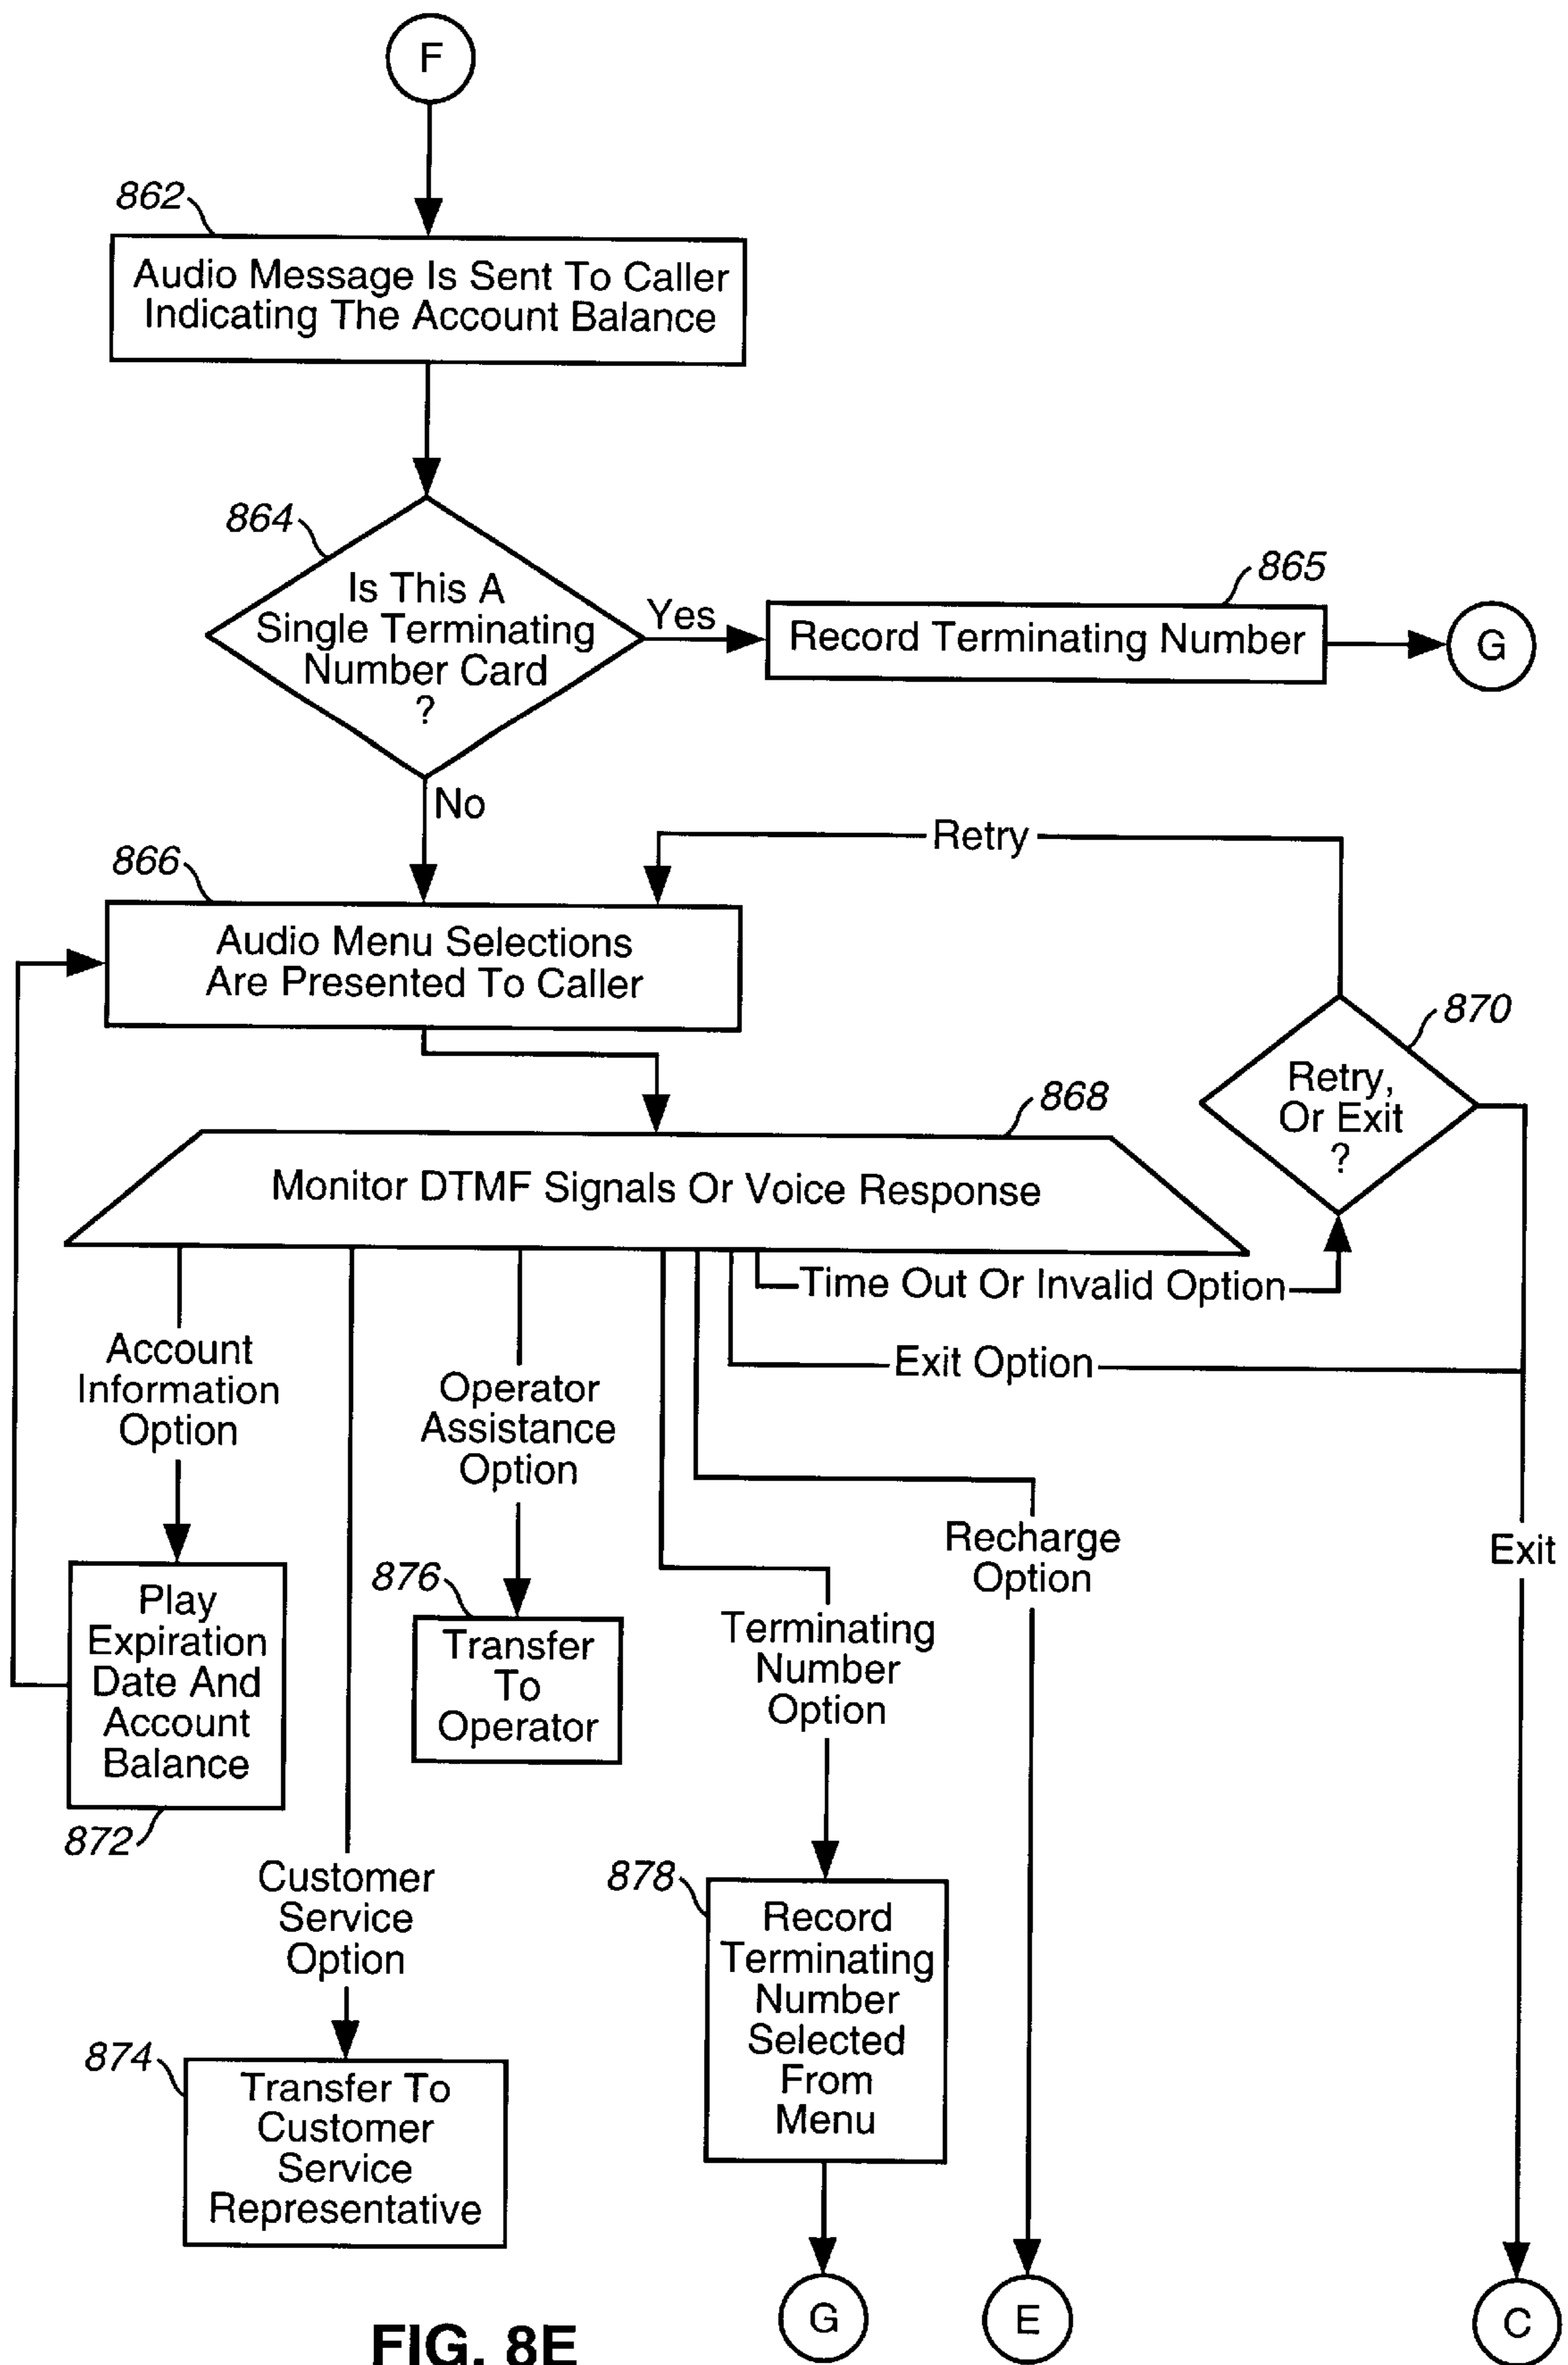 F
862
Audio Message Is Sent To Caller
Indicating The Account Balance
864
Is This A
Single Terminating
Number Card
?
Yes
865
Record Terminating Number
G
No
Retry
866
Audio Menu Selections
Are Presented To Caller
870
Retry,
Or Exit
?
868
Monitor DTMF Signals Or Voice Response
Time Out Or Invalid Option
Exit Option
Account
Information
Option
Operator
Assistance
Option
Recharge
Option
Exit
Play
Expiration
Date And
Account
Balance
872
876
Transfer
To
Operator
Terminating
Number
Option
Customer
Service
Option
878
Record
Terminating
Number
Selected
From
Menu
874
Transfer To
Customer
Service
Representative
G
E
C
FIG. 8E